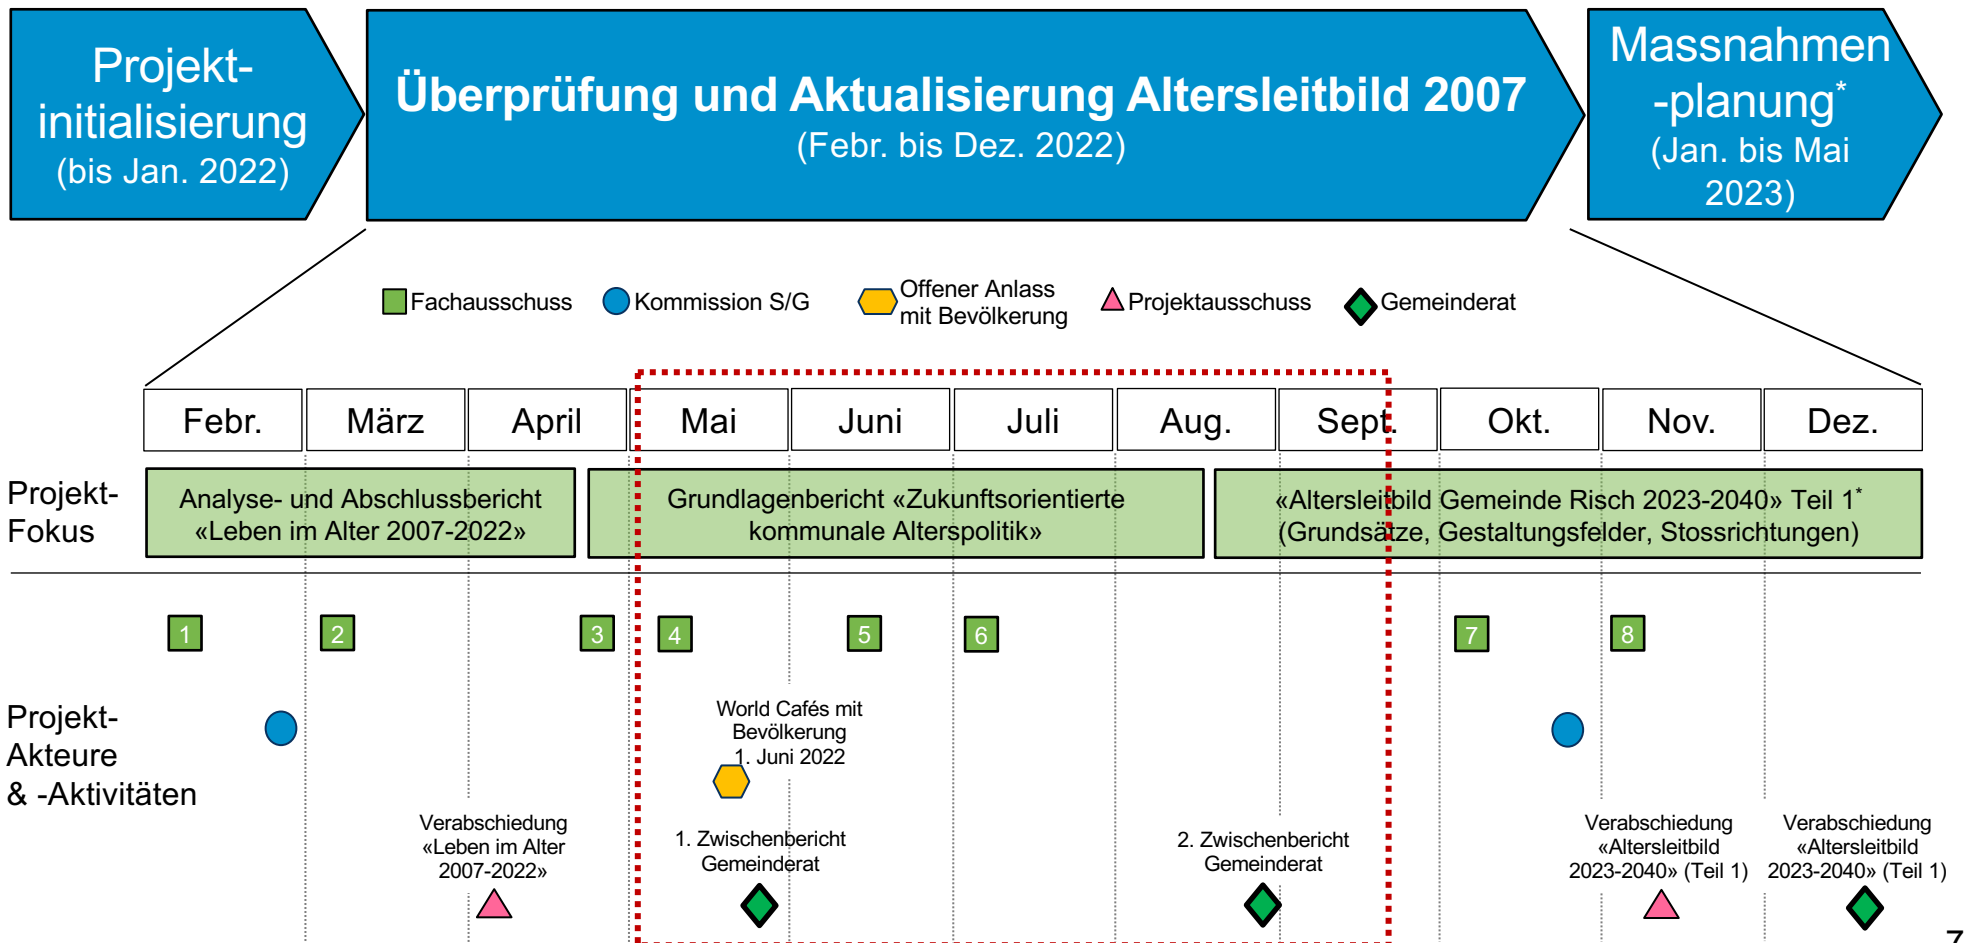 Projekt-
initialisierung
(bis Jan. 2022)
Überprüfung und Aktualisierung Altersleitbild 2007
(Febr. bis Dez. 2022)
Massnahmen
-planung*
(Jan. bis Mai
2023)
Fachausschuss
Kommission S/G
Offener Anlass
mit Bevölkerung
Projektausschuss
Gemeinderat
Febr.
März
April
Mai
Juni
Juli
Aug.
Sept.
Okt.
Nov.
Dez.
Projekt-
Fokus
Analyse- und Abschlussbericht
«Leben im Alter 2007-2022»
Grundlagenbericht «Zukunftsorientierte
kommunale Alterspolitik»
«Altersleitbild Gemeinde Risch 2023-2040» Teil 1*
(Grundsätze, Gestaltungsfelder, Stossrichtungen)
1
2
3
4
5
6
7
8
Projekt-
Akteure
& -Aktivitäten
World Cafés mit
Bevölkerung
1. Juni 2022
Verabschiedung
«Leben im Alter
2007-2022»
1. Zwischenbericht
Gemeinderat
2. Zwischenbericht
Gemeinderat
Verabschiedung
«Altersleitbild
2023-2040» (Teil 1)
Verabschiedung
«Altersleitbild
2023-2040» (Teil 1)
7